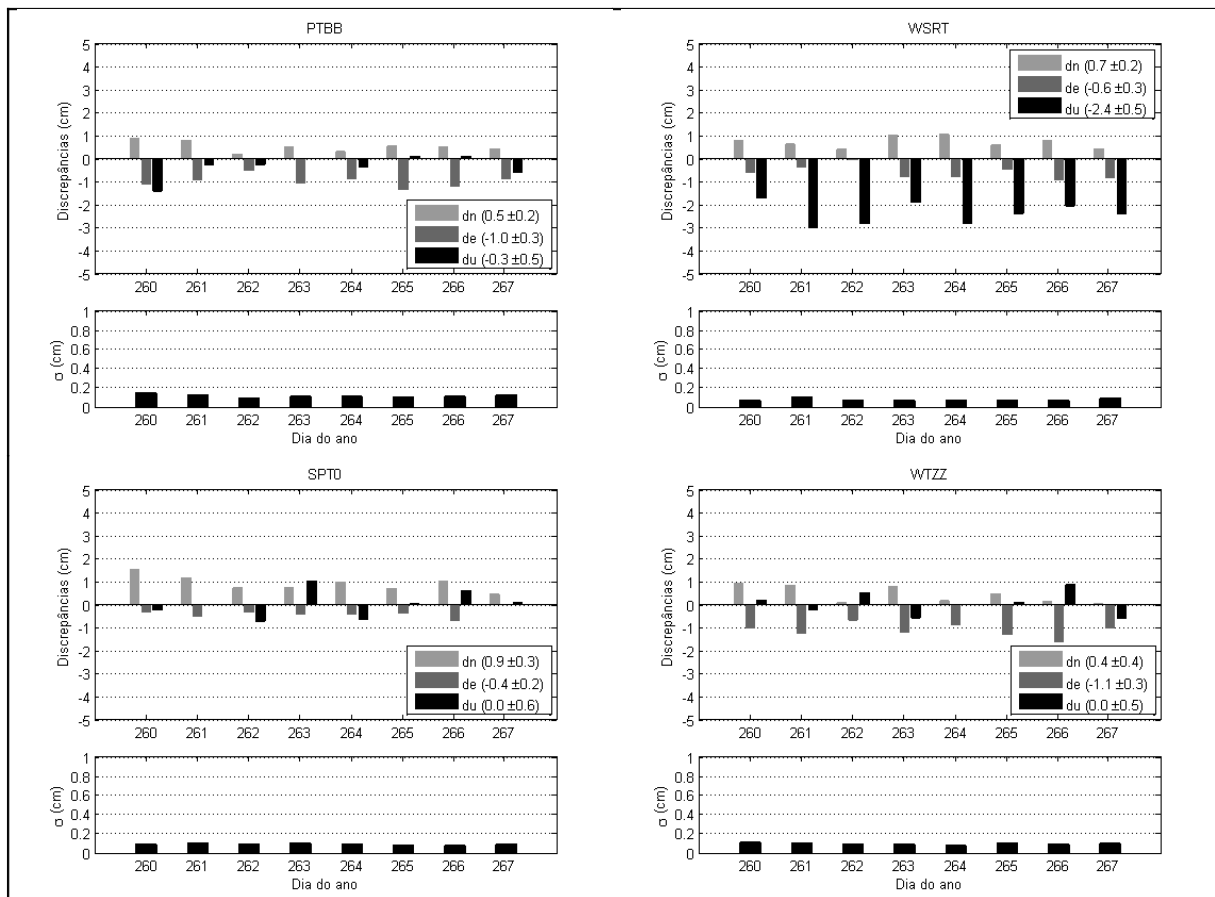 PTBB
5
4
3
2
1
0
-1
-2
-3
-4
-5
Discrepâncias (cm)
dn (0.5 ±0.2)
de (-1.0 ±0.3)
du (-0.3 ±0.5)
260 261 262 263 264 265 266 267
1
0.8
0.6
0.4
0.2
0
σ (cm)
260 261 262 263 264 265 266 267
Dia do ano
WSRT
5
4
3
2
1
0
-1
-2
-3
-4
-5
Discrepâncias (cm)
dn (0.7 ±0.2)
de (-0.6 ±0.3)
du (-2.4 ±0.5)
260 261 262 263 264 265 266 267
1
0.8
0.6
0.4
0.2
0
σ (cm)
260 261 262 263 264 265 266 267
Dia do ano
SPT0
5
4
3
2
1
0
-1
-2
-3
-4
-5
Discrepâncias (cm)
dn (0.9 ±0.3)
de (-0.4 ±0.2)
du (0.0 ±0.6)
260 261 262 263 264 265 266 267
1
0.8
0.6
0.4
0.2
0
σ (cm)
260 261 262 263 264 265 266 267
Dia do ano
WTZZ
5
4
3
2
1
0
-1
-2
-3
-4
-5
Discrepâncias (cm)
dn (0.4 ±0.4)
de (-1.1 ±0.3)
du (0.0 ±0.5)
260 261 262 263 264 265 266 267
1
0.8
0.6
0.4
0.2
0
σ (cm)
260 261 262 263 264 265 266 267
Dia do ano